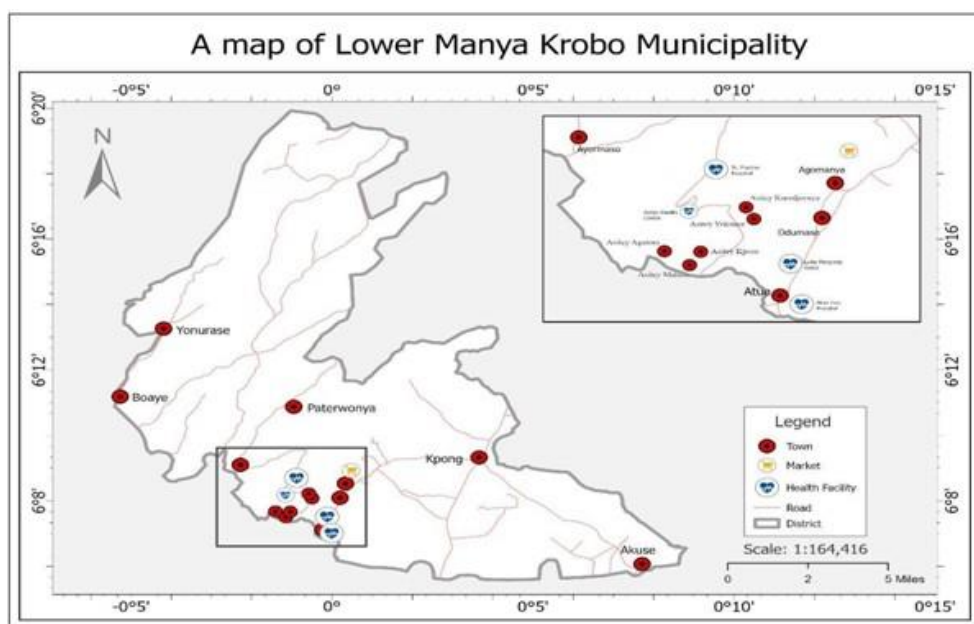 A map of Lower Manya Krobo Municipality
-0°5' 0° 0°5' 0°10' 0°15'
6°20'
6°16'
6°12'
6°8'
N
Ayermaso
Agomanya
Odumase
Atua
Hospital
Yonurase
Boaye
Paterwonya
Kpong
Akuse
Legend
Town
Market
Health Facility
Road
District
Scale: 1:164,416
0 2 5 Miles
-0°5' 0° 0°5' 0°10' 0°15'
6°20'
6°16'
6°12'
6°8'